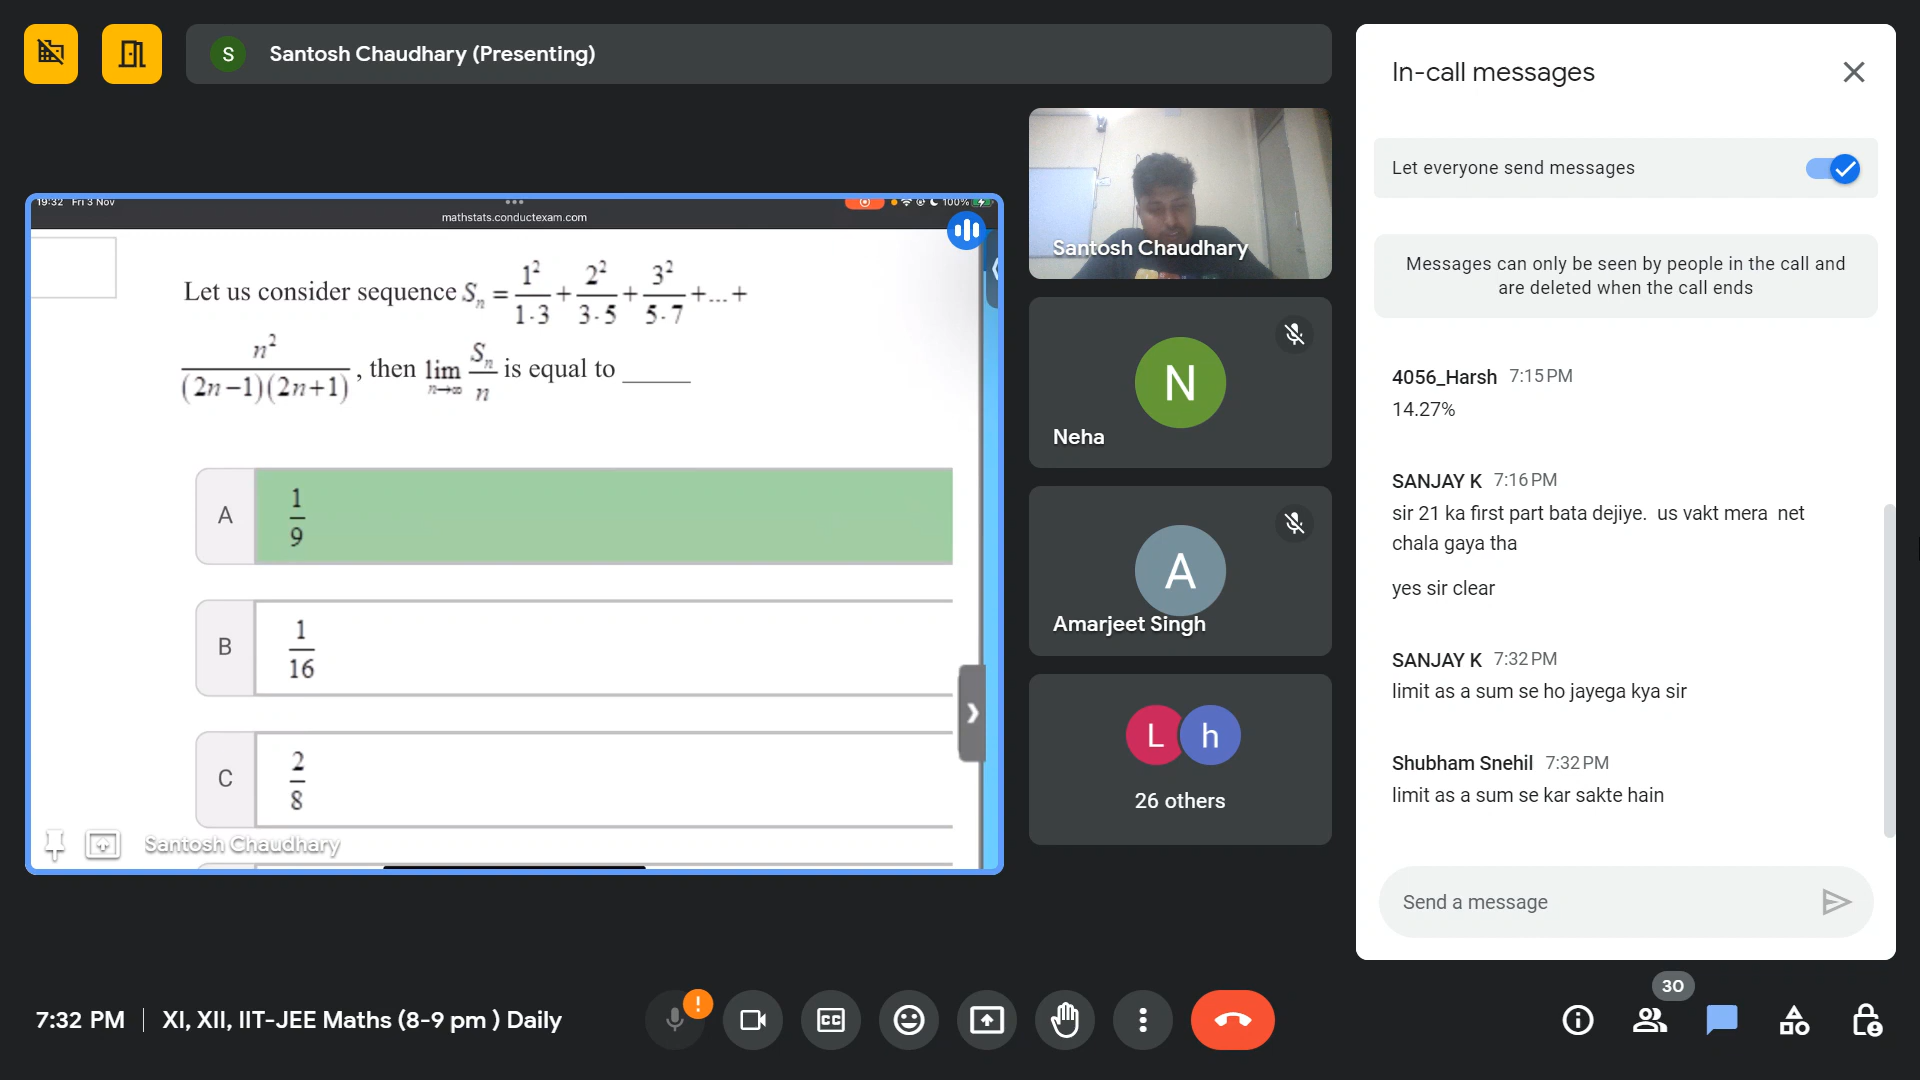 S Santosh Chaudhary (Presenting)
19:32 Fri 3 Nov
mathstats.conductexam.com
100%
Let us consider sequence Sₙ = 1²/(1·3) + 2²/(3·5) + 3²/(5·7) +...+
n²/((2n−1)(2n+1)), then lim n→∞ Sₙ/n is equal to _____
A 1/9
B 1/16
C 2/8
Santosh Chaudhary
Santosh Chaudhary
N
Neha
A
Amarjeet Singh
L h
26 others
In-call messages
Let everyone send messages
Messages can only be seen by people in the call and
are deleted when the call ends
4056_Harsh 7:15 PM
14.27%
SANJAY K 7:16 PM
sir 21 ka first part bata dejiye. us vakt mera net
chala gaya tha
yes sir clear
SANJAY K 7:32 PM
limit as a sum se ho jayega kya sir
Shubham Snehil 7:32 PM
limit as a sum se kar sakte hain
Send a message
7:32 PM | XI, XII, IIT-JEE Maths (8-9 pm ) Daily
!
CC
30